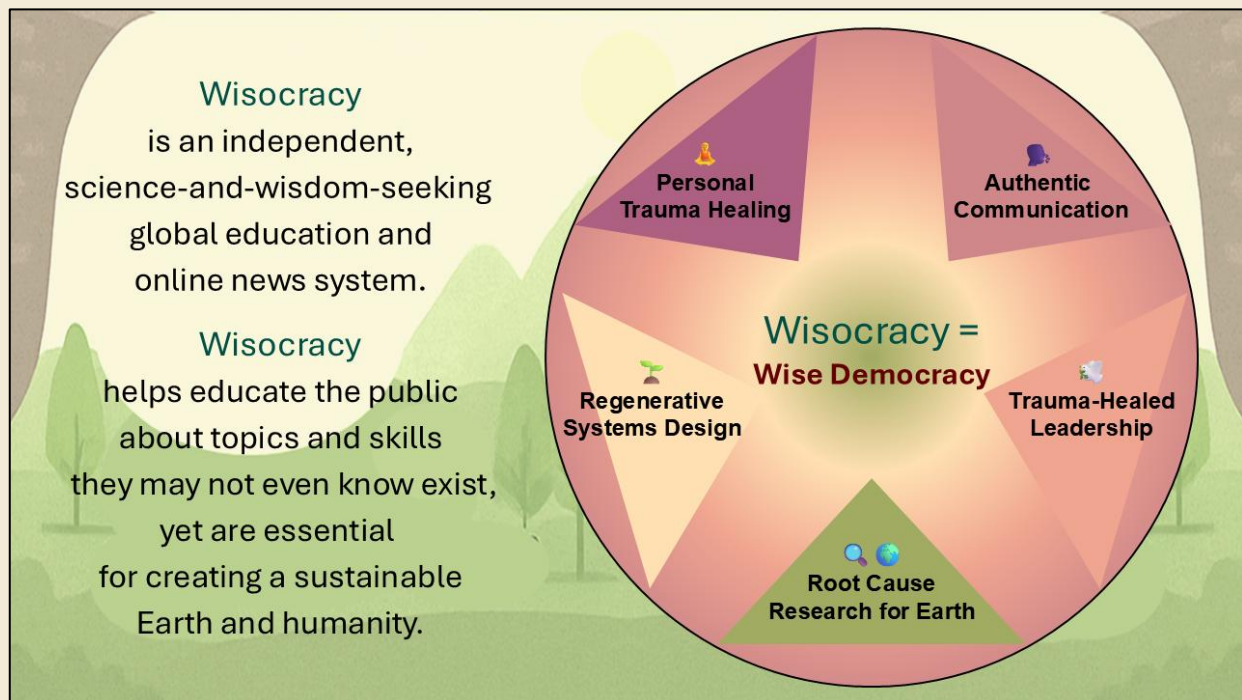 Wisocracy
is an independent,
science-and-wisdom-seeking
global education and
online news system.
Wisocracy
helps educate the public
about topics and skills
they may not even know exist,
yet are essential
for creating a sustainable
Earth and humanity.
Personal
Trauma Healing
Authentic
Communication
Wisocracy =
Wise Democracy
Regenerative
Systems Design
Trauma-Healed
Leadership
Root Cause
Research for Earth